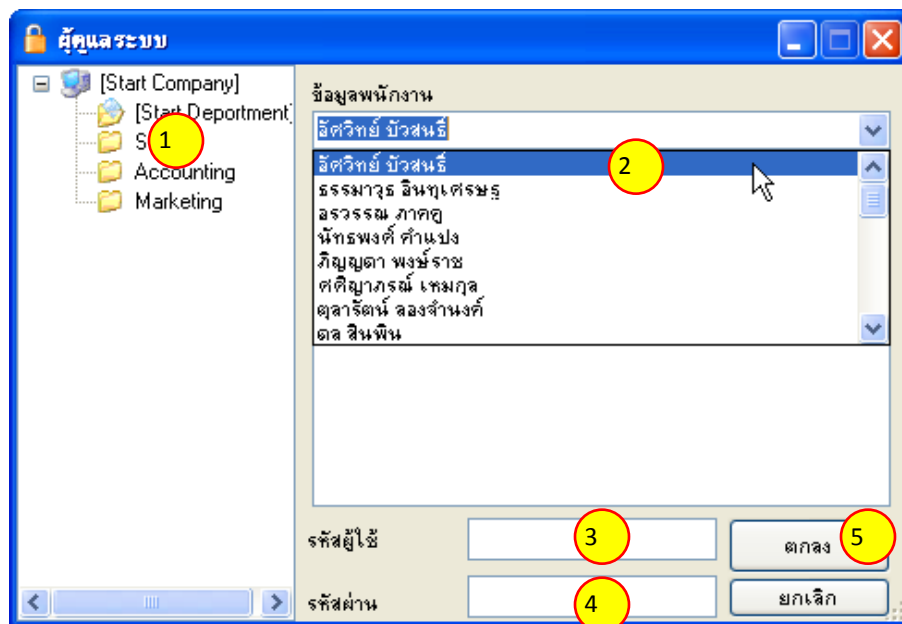 ผู้ดูแลระบบ
[Start Company]
[Start Deportment]
1
Accounting
Marketing
ข้อมูลพนักงาน
อัศวิทย์ บัวสนธิ์
อัศวิทย์ บัวสนธิ์
2
ธรรมาวุธ อินทุเศรษฐ
อรวรรณ ภาคคู
นัทธพงศ์ คำแปง
ภิญญดา พงษ์ราช
ศศิญาภรณ์ เหมกุล
ตุลารัตน์ ลองจำนงค์
ดล สินพิน
รหัสผู้ใช้
3
ตกลง
5
รหัสผ่าน
4
ยกเลิก